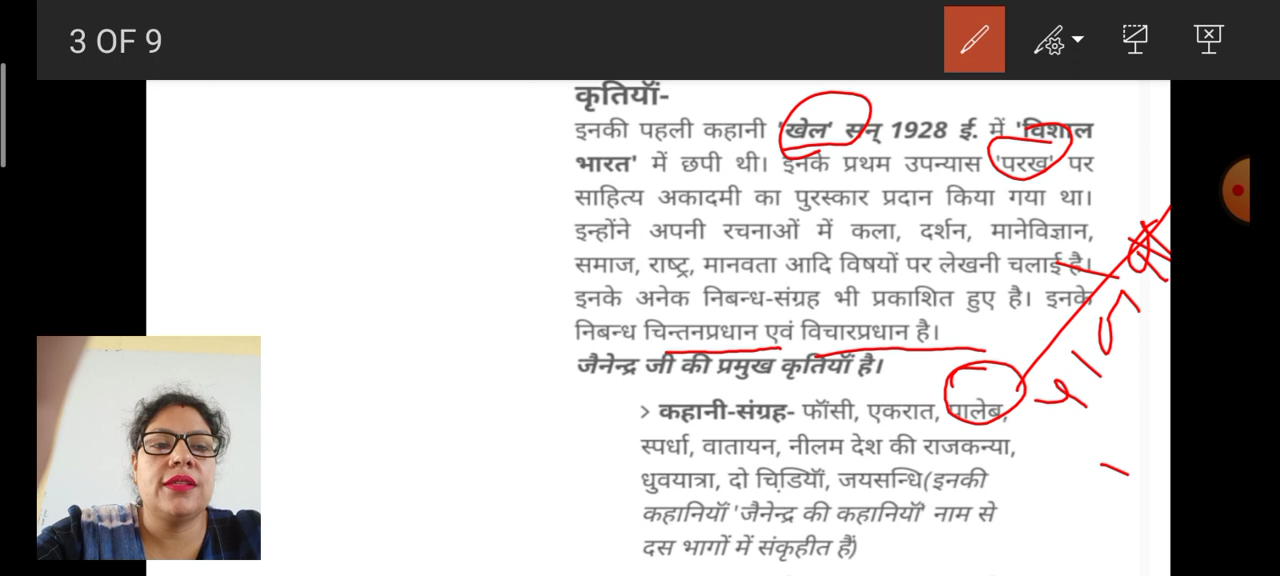 3 OF 9
कृतियॉं-
इनकी पहली कहानी 'खेल' सन् 1928 ई. में 'विशाल
भारत' में छपी थी। इनके प्रथम उपन्यास 'परख' पर
साहित्य अकादमी का पुरस्कार प्रदान किया गया था।
इन्होंने अपनी रचनाओं में कला, दर्शन, मानेविज्ञान,
समाज, राष्ट्र, मानवता आदि विषयों पर लेखनी चलाई है।
इनके अनेक निबन्ध-संग्रह भी प्रकाशित हुए है। इनके
निबन्ध चिन्तनप्रधान एवं विचारप्रधान है।
जैनेन्द्र जी की प्रमुख कृतियॉं है।
> कहानी-संग्रह- फॉंसी, एकरात, पालेब,
स्पर्धा, वातायन, नीलम देश की राजकन्या,
धुवयात्रा, दो चिडि़यॉं, जयसन्धि(इनकी
कहानियॉं 'जैनेन्द्र की कहानियॉं' नाम से
दस भागों में संकृहीत हैं)